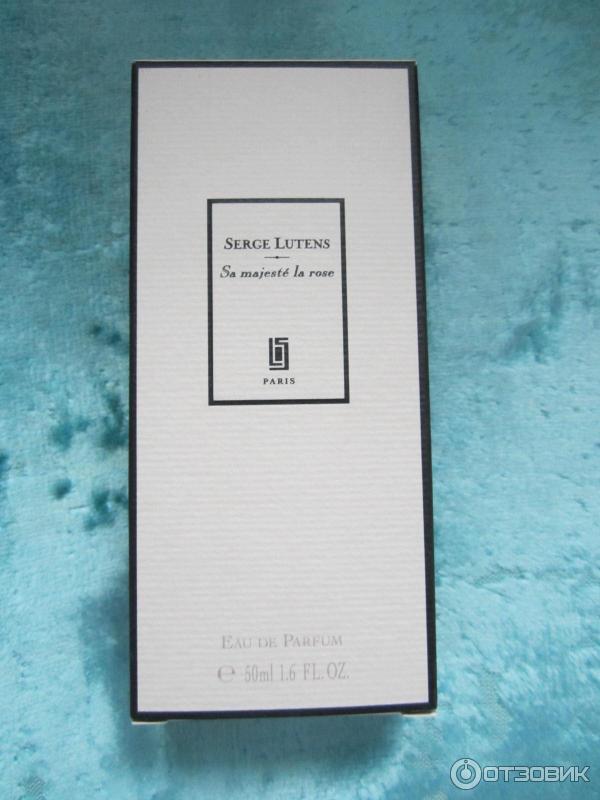 SERGE LUTENS
Sa majesté la rose
PARIS
EAU DE PARFUM
℮ 50ml 1.6 FL.OZ.
ОТЗОВИК